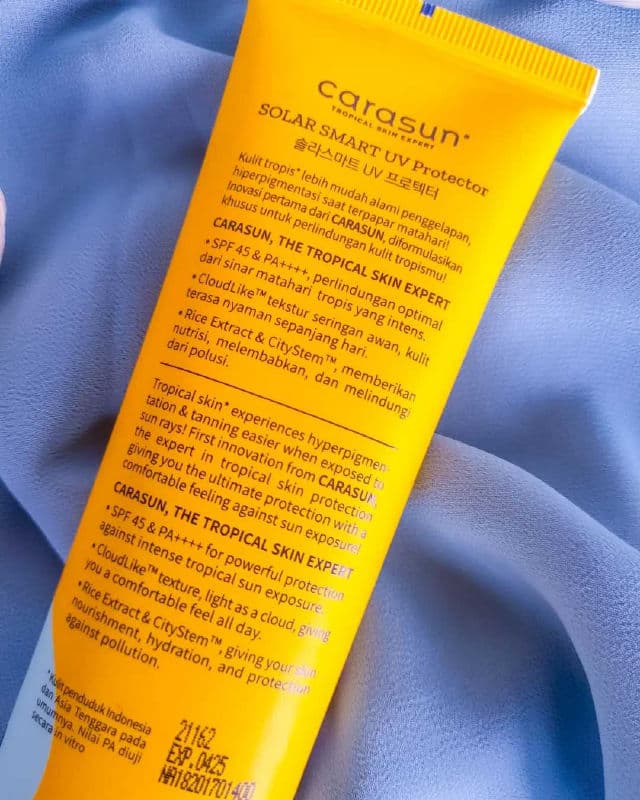 carasun
TROPICAL SKIN EXPERT
SOLAR SMART UV Protector
솔라스마트 UV 프로텍터
Kulit tropis* lebih mudah alami penggelapan,
hiperpigmentasi saat terpapar matahari!
Inovasi pertama dari CARASUN, diformulasikan
khusus untuk perlindungan kulit tropismu!
CARASUN, THE TROPICAL SKIN EXPERT
• SPF 45 & PA++++, perlindungan optimal
dari sinar matahari tropis yang intens.
• CloudLike™ tekstur seringan awan, kulit
terasa nyaman sepanjang hari.
• Rice Extract & CityStem™, memberikan
nutrisi, melembabkan, dan melindungi
dari polusi.
Tropical skin* experiences hyperpigmen-
tation & tanning easier when exposed to
sun rays! First innovation from CARASUN,
the expert in tropical skin protection
giving you the ultimate protection with a
comfortable feeling against sun exposure!
CARASUN, THE TROPICAL SKIN EXPERT
• SPF 45 & PA++++ for powerful protection
against intense tropical sun exposure.
• CloudLike™ texture, light as a cloud, giving
you a comfortable feel all day.
• Rice Extract & CityStem™, giving your skin
nourishment, hydration, and protection
against pollution.
*Kulit penduduk Indonesia
dan Asia Tenggara pada
umumnya. Nilai PA diuji
secara in vitro
21162
EXP. 0425
NA18201701400